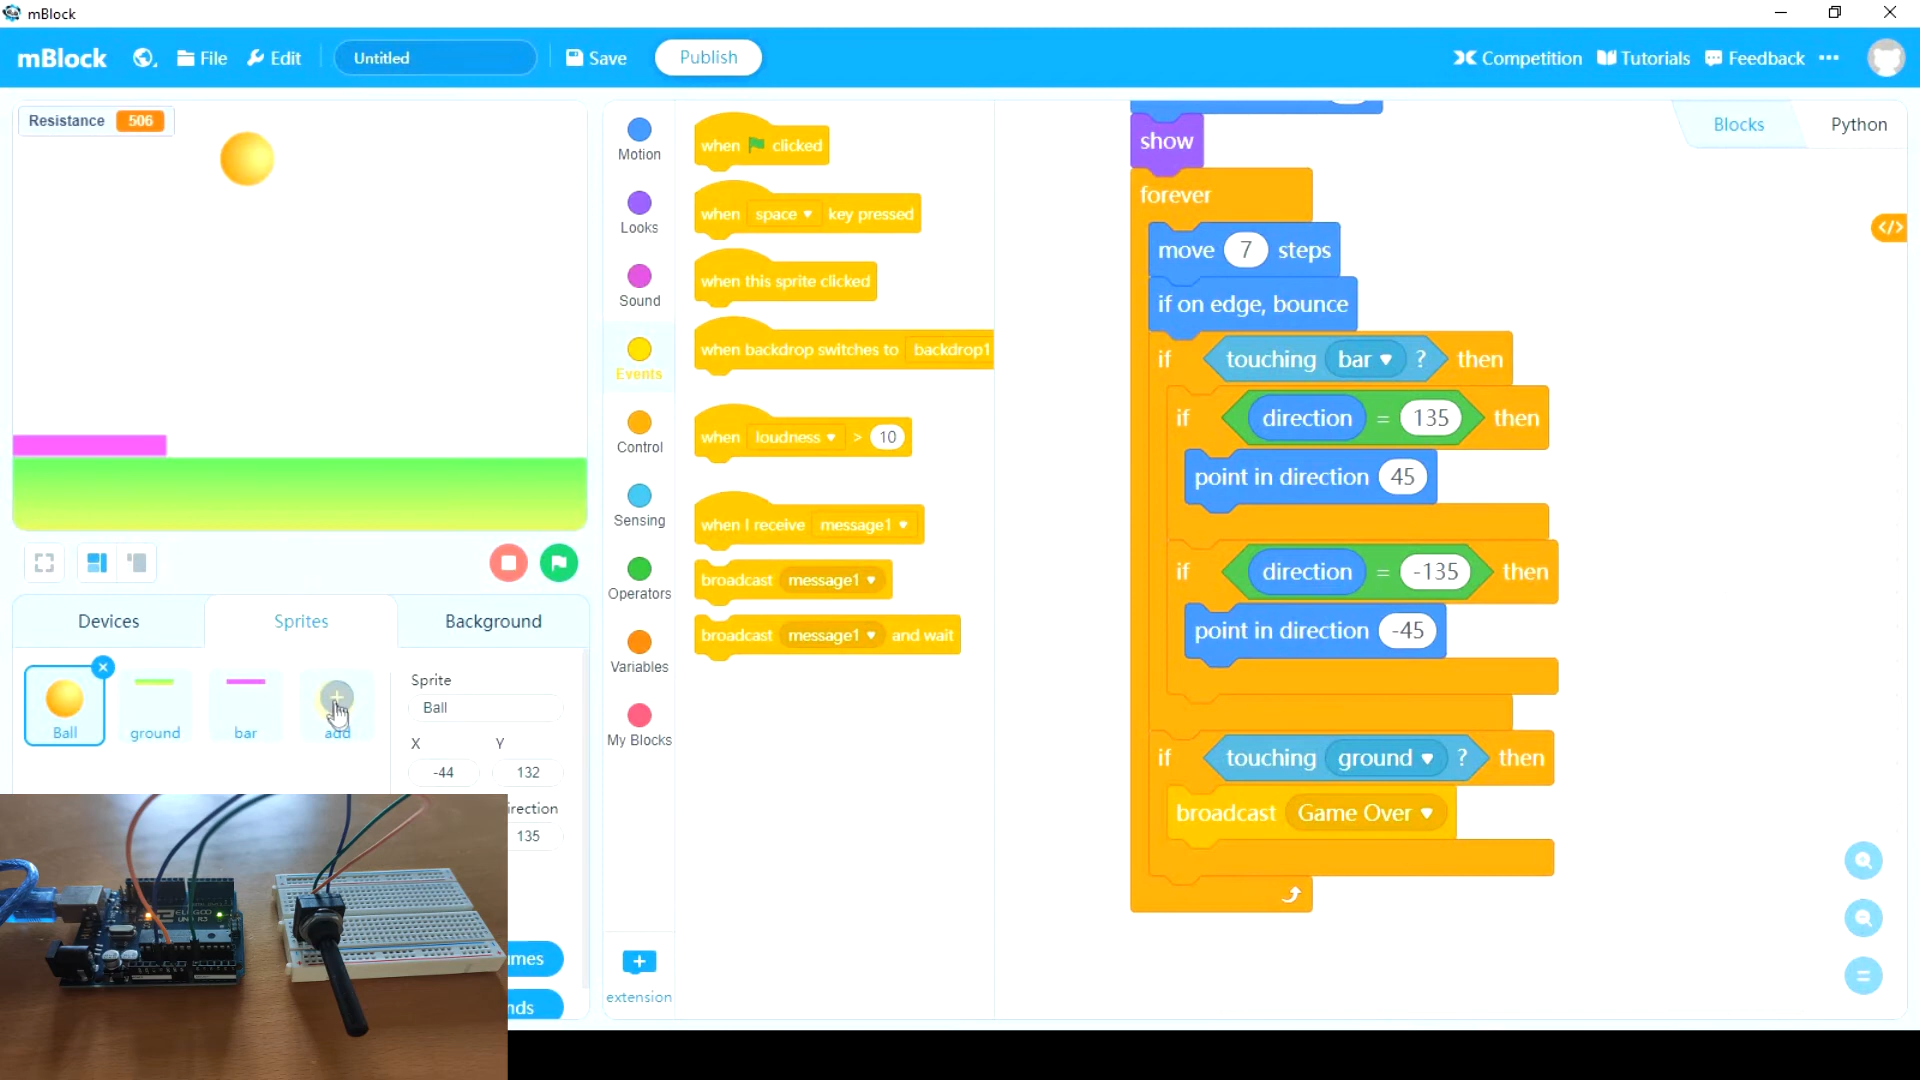 mBlock
mBlock
File
Edit
Untitled
Save
Publish
Competition
Tutorials
Feedback
Resistance 506
Devices
Sprites
Background
Ball
ground
bar
add
Sprite
Ball
X
Y
-44
132
irection
135
mes
nds
Motion
Looks
Sound
Events
Control
Sensing
Operators
Variables
My Blocks
extension
when clicked
when space key pressed
when this sprite clicked
when backdrop switches to backdrop1
when loudness > 10
when I receive message1
broadcast message1
broadcast message1 and wait
Blocks
Python
</>
show
forever
move 7 steps
if on edge, bounce
if touching bar ? then
if direction = 135 then
point in direction 45
if direction = -135 then
point in direction -45
if touching ground ? then
broadcast Game Over
UNO R3